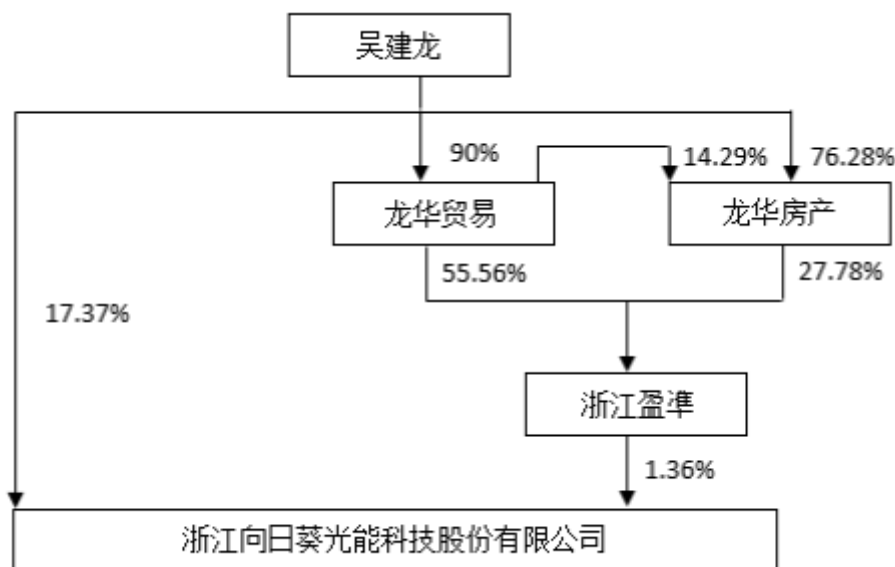 吴建龙
90%
14.29%
76.28%
龙华贸易
龙华房产
55.56%
27.78%
17.37%
浙江盈凖
1.36%
浙江向日葵光能科技股份有限公司